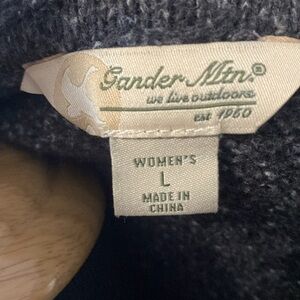 Gander Mtn.®
we live outdoors.
est 1960
WOMEN'S
L
MADE IN
CHINA